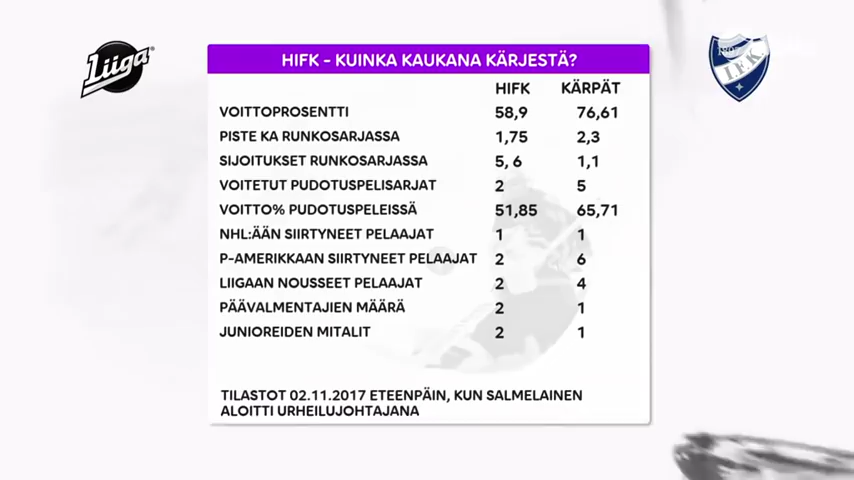 Liiga
HIFK - KUINKA KAUKANA KÄRJESTÄ?
I.F.K.
HIFK KÄRPÄT
VOITTOPROSENTTI 58,9 76,61
PISTE KA RUNKOSARJASSA 1,75 2,3
SIJOITUKSET RUNKOSARJASSA 5, 6 1,1
VOITETUT PUDOTUSPELISARJAT 2 5
VOITTO% PUDOTUSPELEISSÄ 51,85 65,71
NHL:ÄÄN SIIRTYNEET PELAAJAT 1 1
P-AMERIKKAAN SIIRTYNEET PELAAJAT 2 6
LIIGAAN NOUSSEET PELAAJAT 2 4
PÄÄVALMENTAJIEN MÄÄRÄ 2 1
JUNIOREIDEN MITALIT 2 1
TILASTOT 02.11.2017 ETEENPÄIN, KUN SALMELAINEN
ALOITTI URHEILUJOHTAJANA